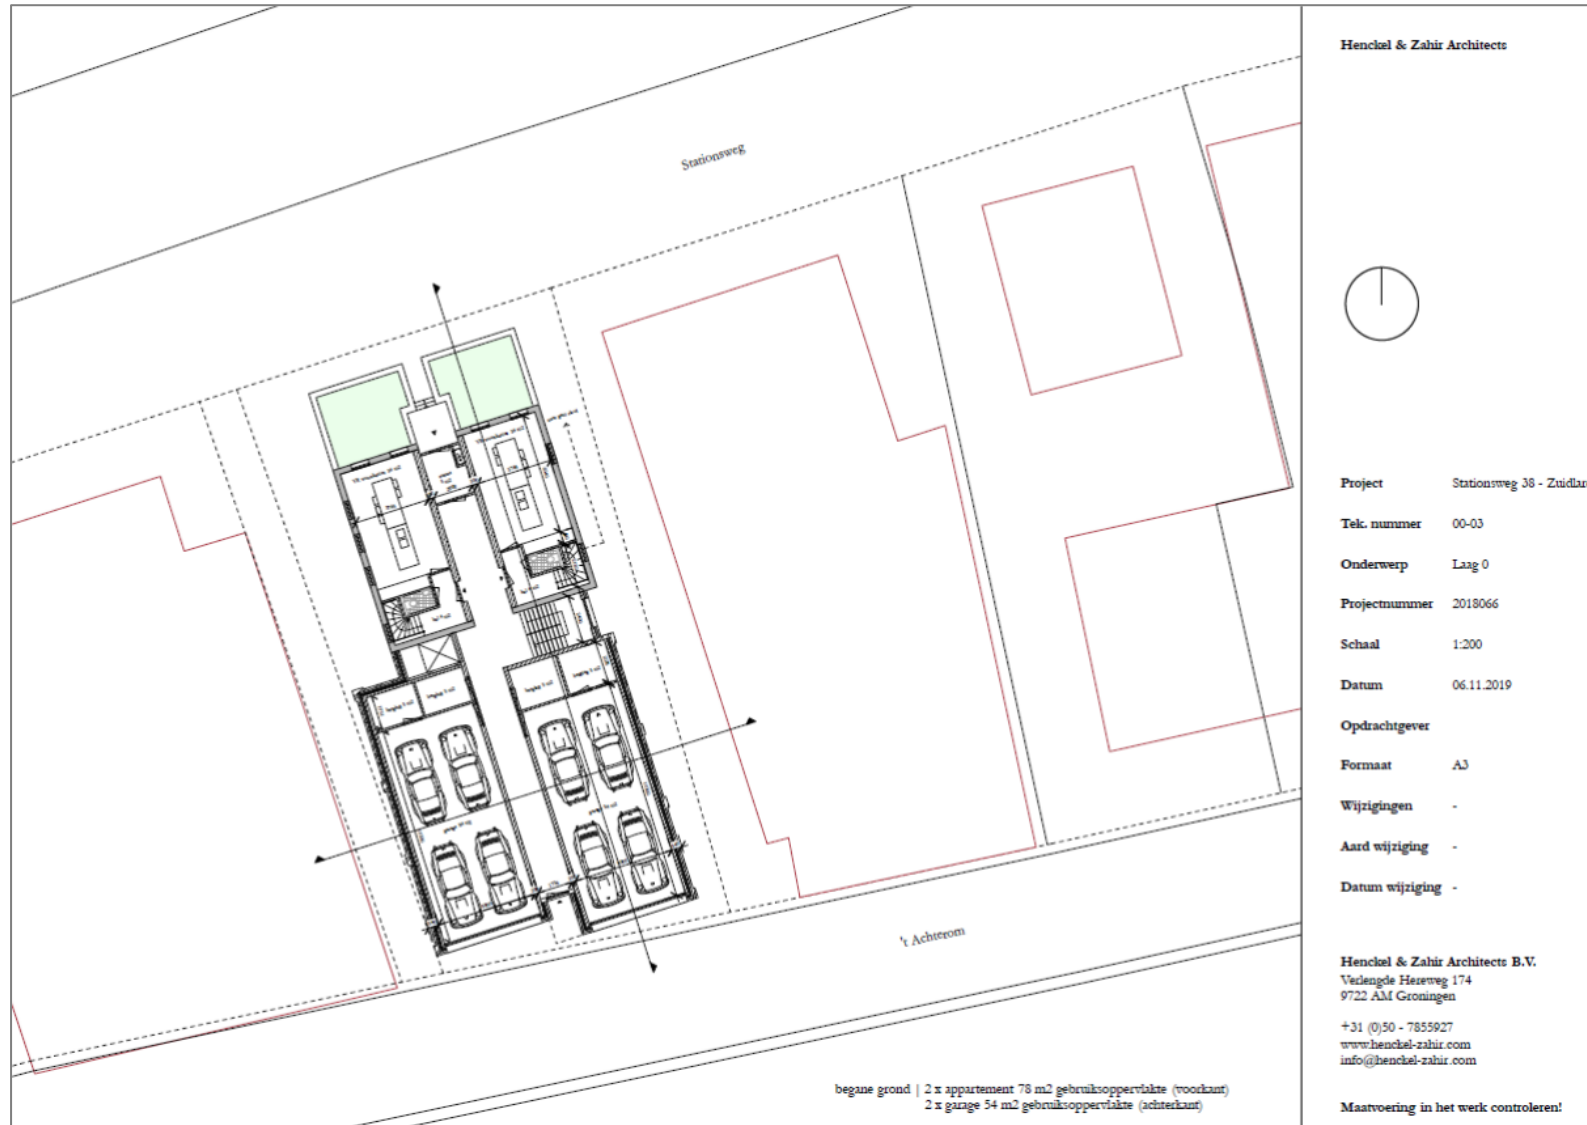 Henckel & Zahir Architects
Stationsweg
Project Stationsweg 38 - Zuidlar
Tek. nummer 00-03
Onderwerp Laag 0
Projectnummer 2018066
Schaal 1:200
Datum 06.11.2019
Opdrachtgever
Formaat A3
Wijzigingen -
Aard wijziging -
Datum wijziging -
't Achterom
Henckel & Zahir Architects B.V.
Verlengde Hereweg 174
9722 AM Groningen
+31 (0)50 - 7855927
www.henckel-zahir.com
info@henckel-zahir.com
begane grond | 2 x appartement 78 m2 gebruiksoppervlakte (voorkant)
2 x garage 54 m2 gebruiksoppervlakte (achterkant)
Maatvoering in het werk controleren!